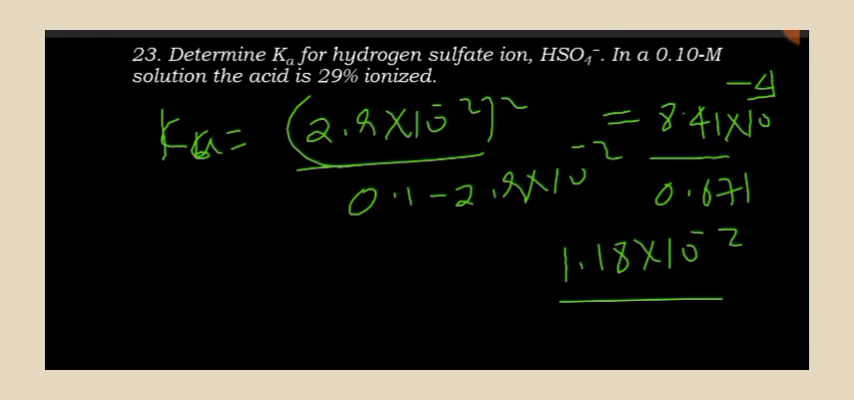 23. Determine Kₐ for hydrogen sulfate ion, HSO₄⁻. In a 0.10-M
solution the acid is 29% ionized.
Kₐ = (2.9×10⁻²)² / 0.1-2.9×10⁻² = 8.41×10⁻⁴ / 0.671
1.18×10⁻²